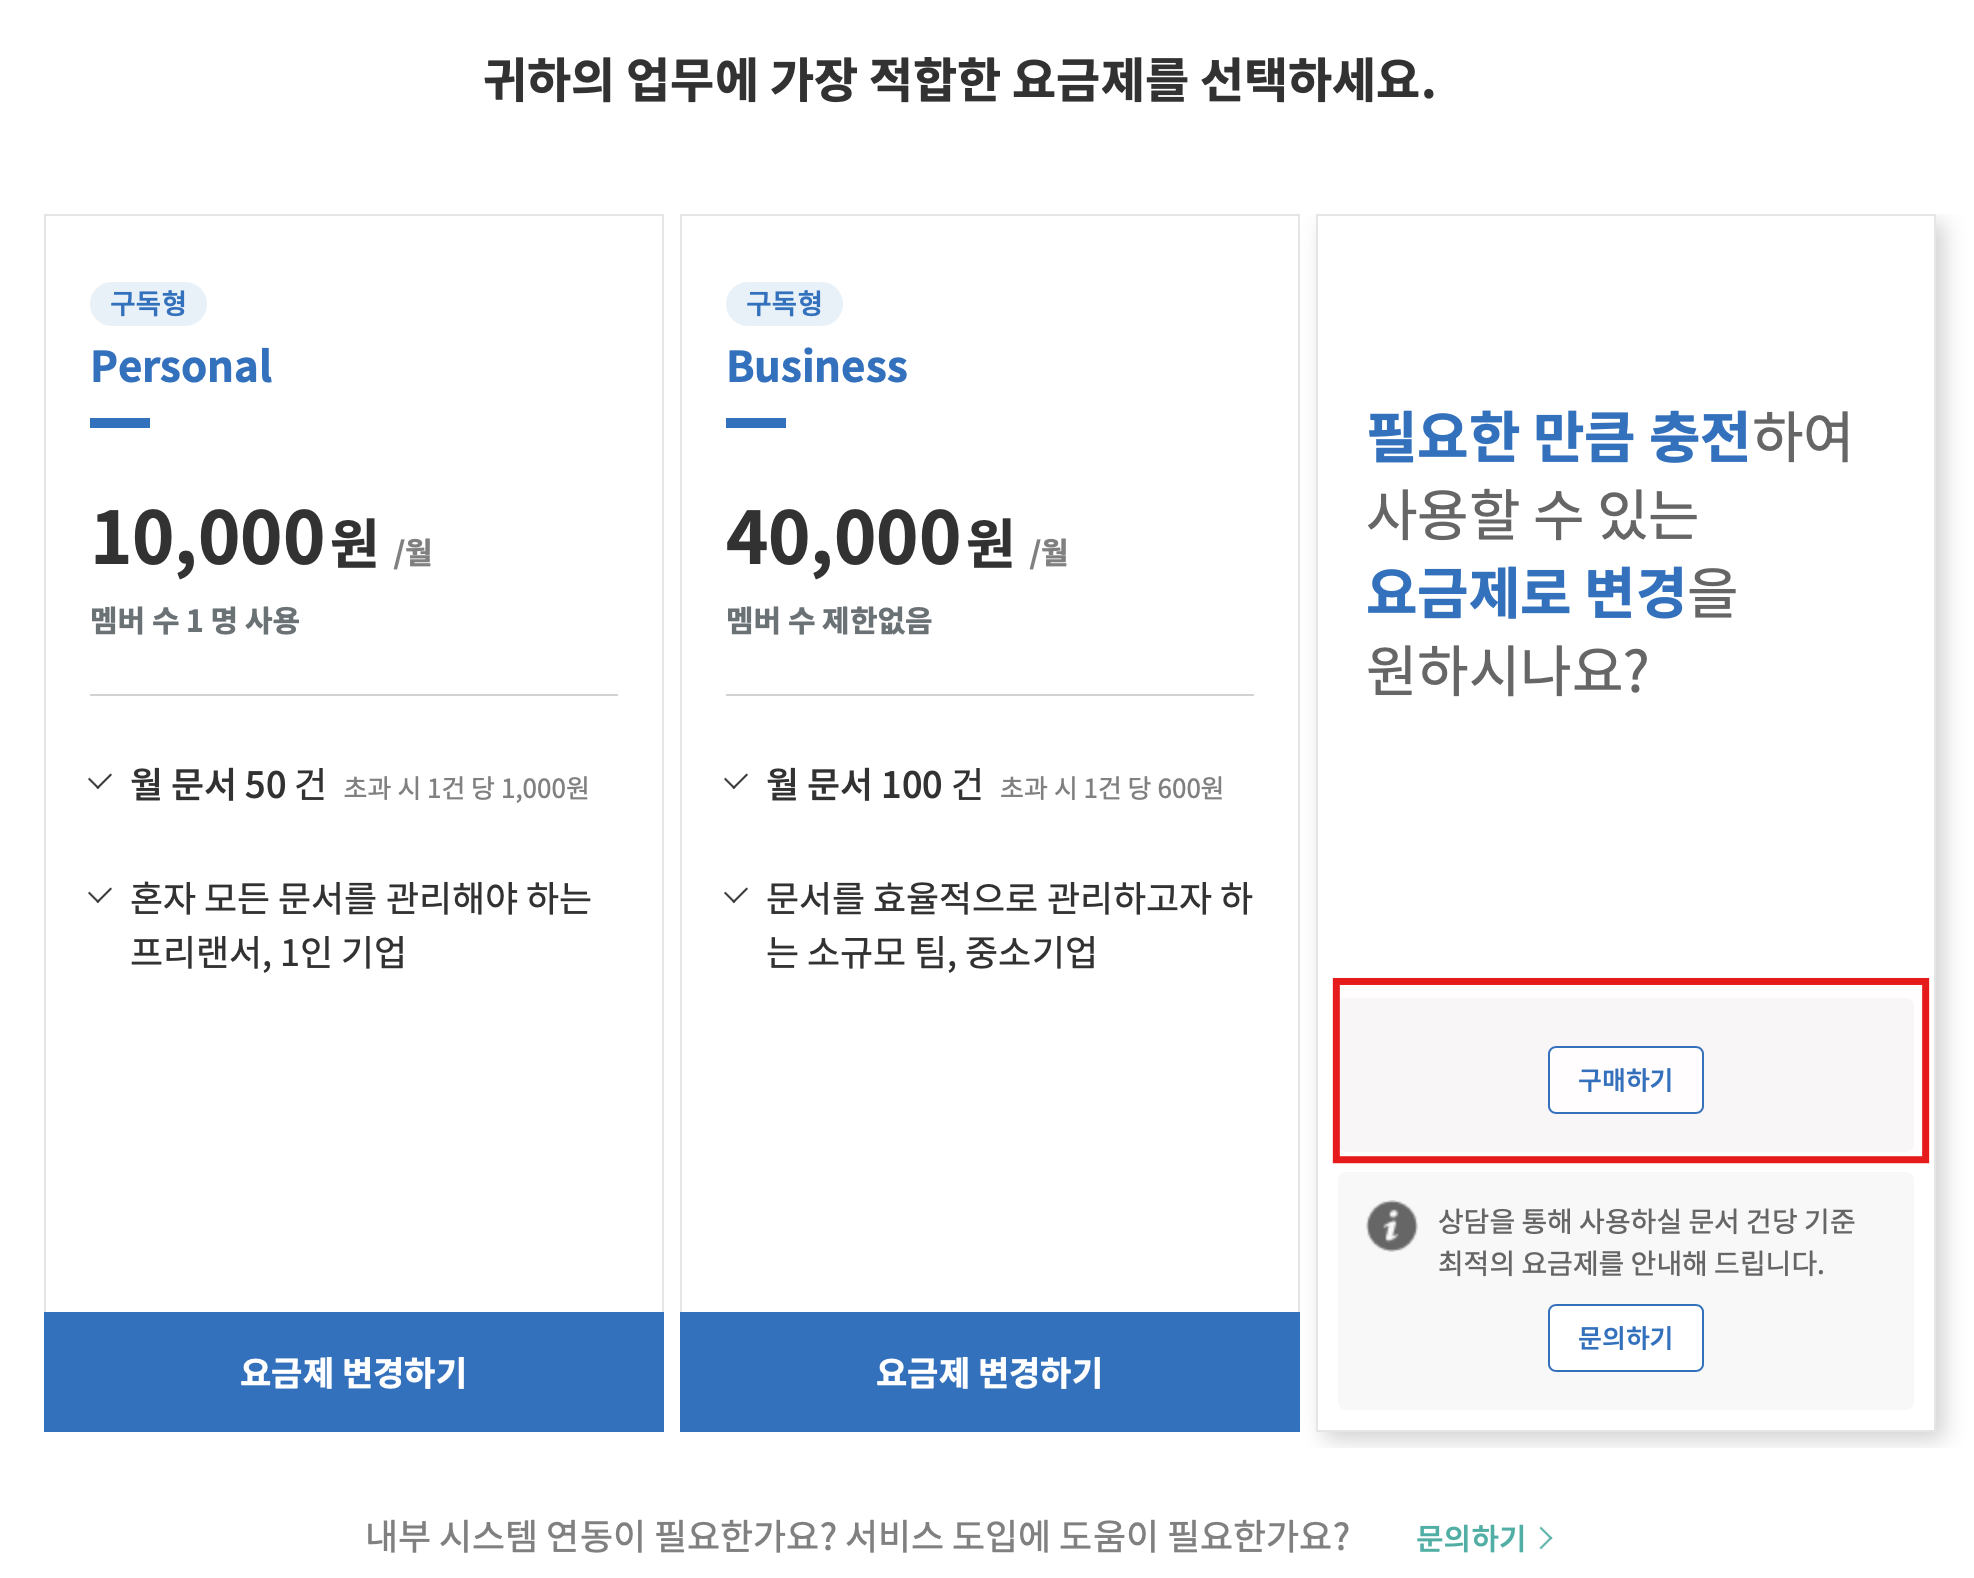 귀하의 업무에 가장 적합한 요금제를 선택하세요.
구독형
Personal
10,000원 /월
멤버 수 1 명 사용
월 문서 50 건 초과 시 1건 당 1,000원
혼자 모든 문서를 관리해야 하는
프리랜서, 1인 기업
요금제 변경하기
구독형
Business
40,000원 /월
멤버 수 제한없음
월 문서 100 건 초과 시 1건 당 600원
문서를 효율적으로 관리하고자 하
는 소규모 팀, 중소기업
요금제 변경하기
필요한 만큼 충전하여
사용할 수 있는
요금제로 변경을
원하시나요?
구매하기
상담을 통해 사용하실 문서 건당 기준
최적의 요금제를 안내해 드립니다.
문의하기
내부 시스템 연동이 필요한가요? 서비스 도입에 도움이 필요한가요? 문의하기